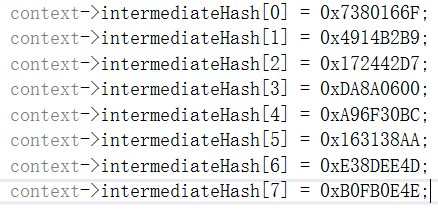 context->intermediateHash[0] = 0x7380166F;
context->intermediateHash[1] = 0x4914B2B9;
context->intermediateHash[2] = 0x172442D7;
context->intermediateHash[3] = 0xDA8A0600;
context->intermediateHash[4] = 0xA96F30BC;
context->intermediateHash[5] = 0x163138AA;
context->intermediateHash[6] = 0xE38DEE4D;
context->intermediateHash[7] = 0xB0FB0E4E;